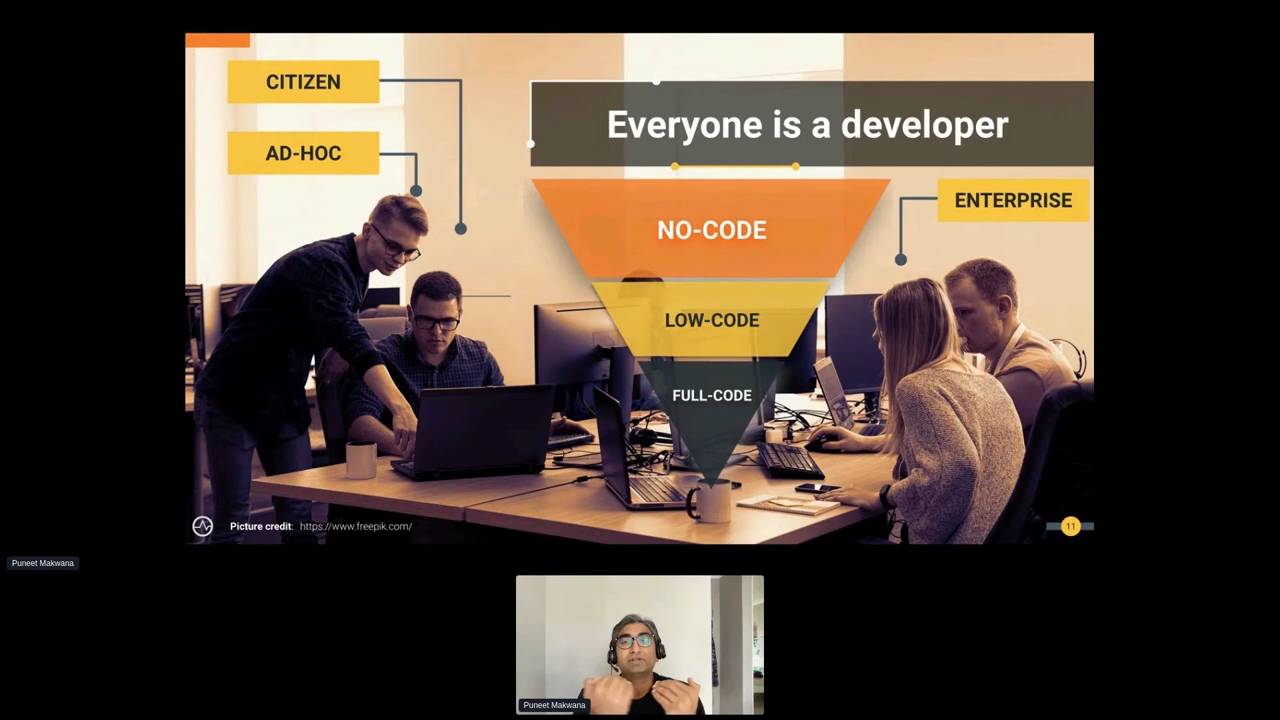 CITIZEN
AD-HOC
Everyone is a developer
NO-CODE
LOW-CODE
FULL-CODE
ENTERPRISE
Picture credit: https://www.freepik.com/
11
Puneet Makwana
Puneet Makwana